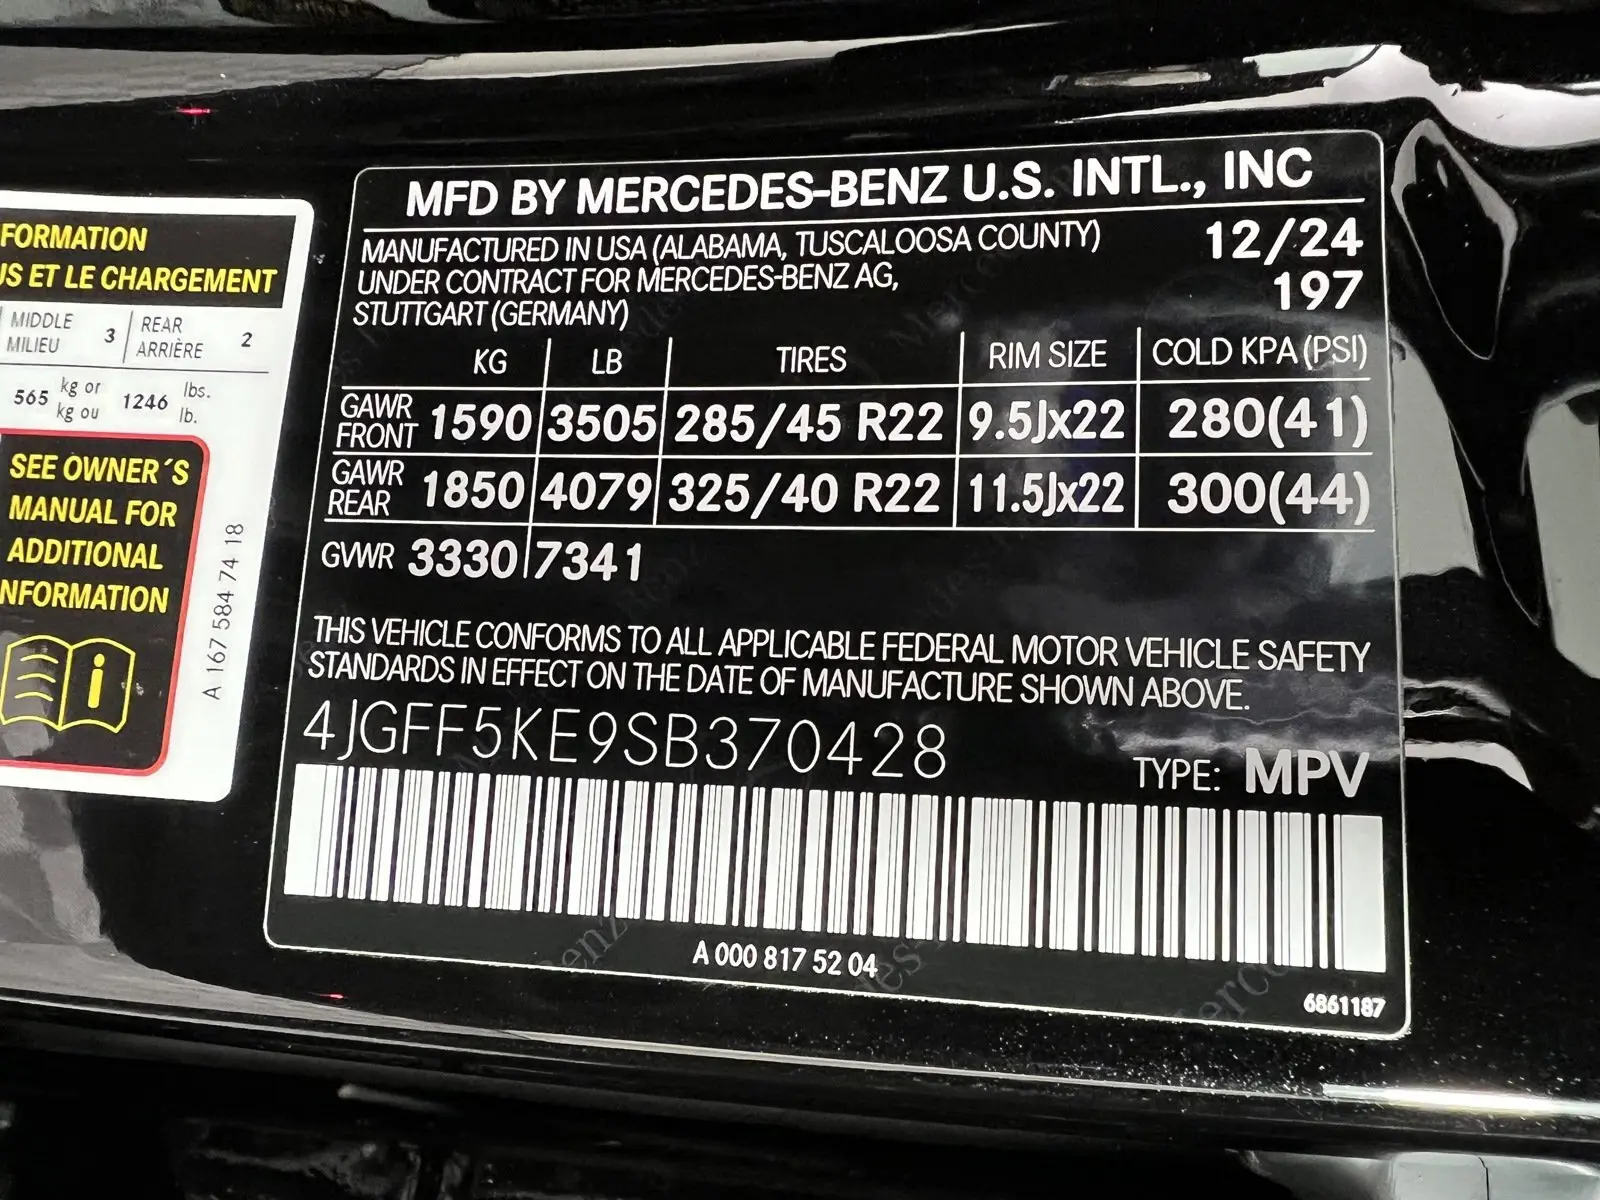 FORMATION
US ET LE CHARGEMENT
MIDDLE
MILIEU
3
REAR
ARRIÈRE
2
565 kg or
kg ou
1246 lbs.
lb.
SEE OWNER´S
MANUAL FOR
ADDITIONAL
NFORMATION
A 167 584 74 18
MFD BY MERCEDES-BENZ U.S. INTL., INC
MANUFACTURED IN USA (ALABAMA, TUSCALOOSA COUNTY) 12/24
UNDER CONTRACT FOR MERCEDES-BENZ AG, 197
STUTTGART (GERMANY)
KG LB TIRES RIM SIZE COLD KPA (PSI)
GAWR FRONT 1590 3505 285/45 R22 9.5Jx22 280(41)
GAWR REAR 1850 4079 325/40 R22 11.5Jx22 300(44)
GVWR 3330 7341
THIS VEHICLE CONFORMS TO ALL APPLICABLE FEDERAL MOTOR VEHICLE SAFETY
STANDARDS IN EFFECT ON THE DATE OF MANUFACTURE SHOWN ABOVE.
4JGFF5KE9SB370428
TYPE: MPV
A 000 817 52 04
6861187